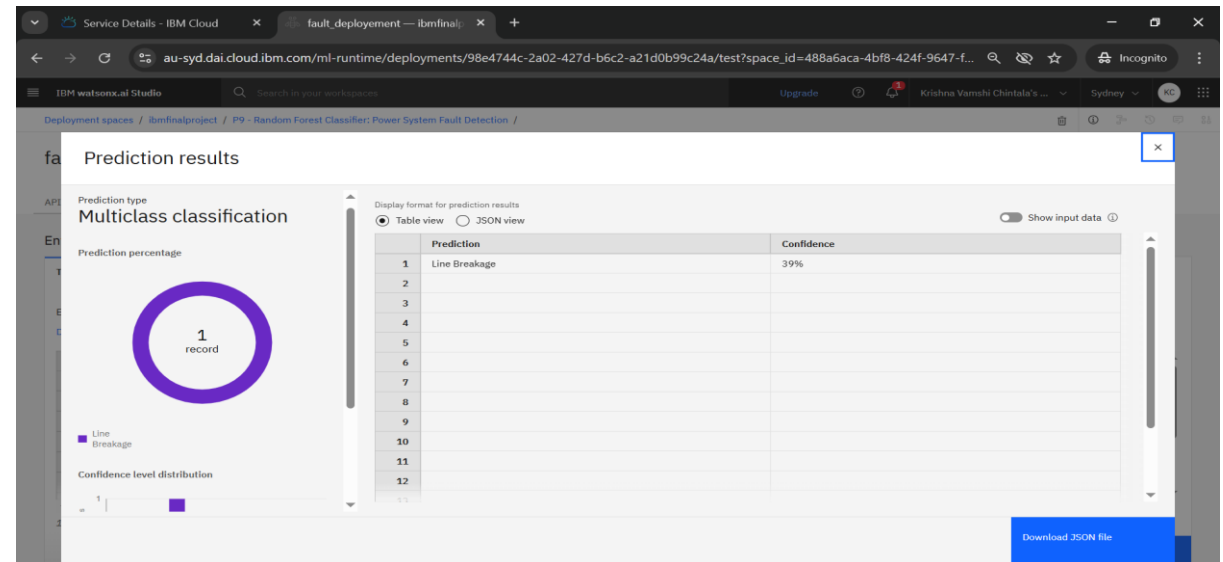 Service Details - IBM Cloud
fault_deployement — ibmfinalp
au-syd.dai.cloud.ibm.com/ml-runtime/deployments/98e4744c-2a02-427d-b6c2-a21d0b99c24a/test?space_id=488a6aca-4bf8-424f-9647-f...
Incognito
IBM watsonx.ai Studio
Search in your workspaces
Upgrade
1
Krishna Vamshi Chintala's ...
Sydney
KC
Deployment spaces / ibmfinalproject / P9 - Random Forest Classifier: Power System Fault Detection /
fa
Prediction results
API
Prediction type
Multiclass classification
Display format for prediction results
Table view
JSON view
Show input data
En
Prediction percentage
Prediction
Confidence
1 Line Breakage 39%
2
3
4
5
6
7
8
9
10
11
12
1
record
Line
Breakage
Confidence level distribution
1
Download JSON file